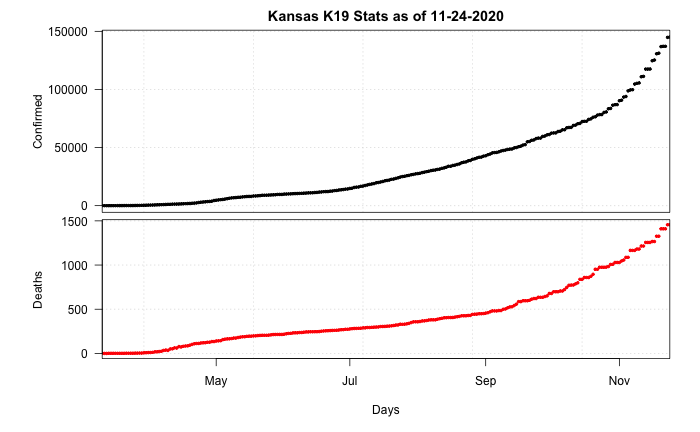 Kansas K19 Stats as of 11-24-2020
150000
100000
50000
0
Confirmed
1500
1000
500
0
Deaths
May Jul Sep Nov
Days